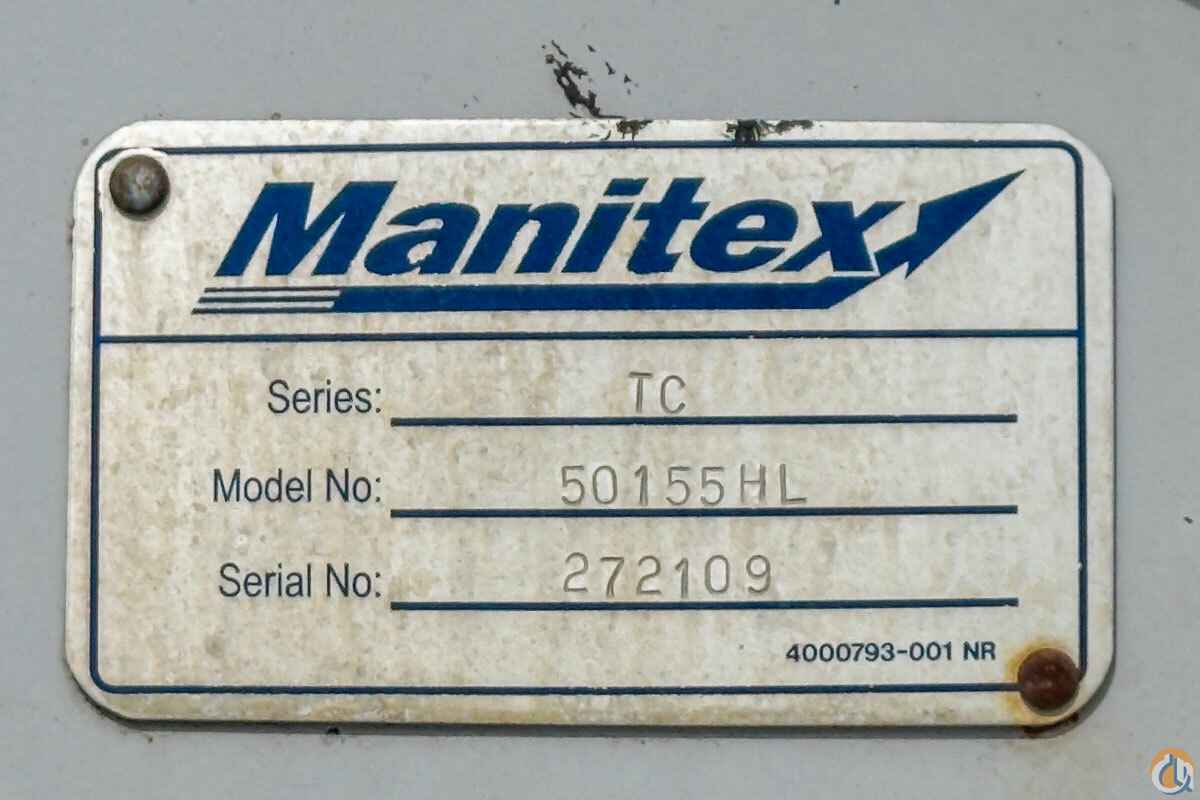 Manitex
Series: TC
Model No: 50155HL
Serial No: 272109
4000793-001 NR